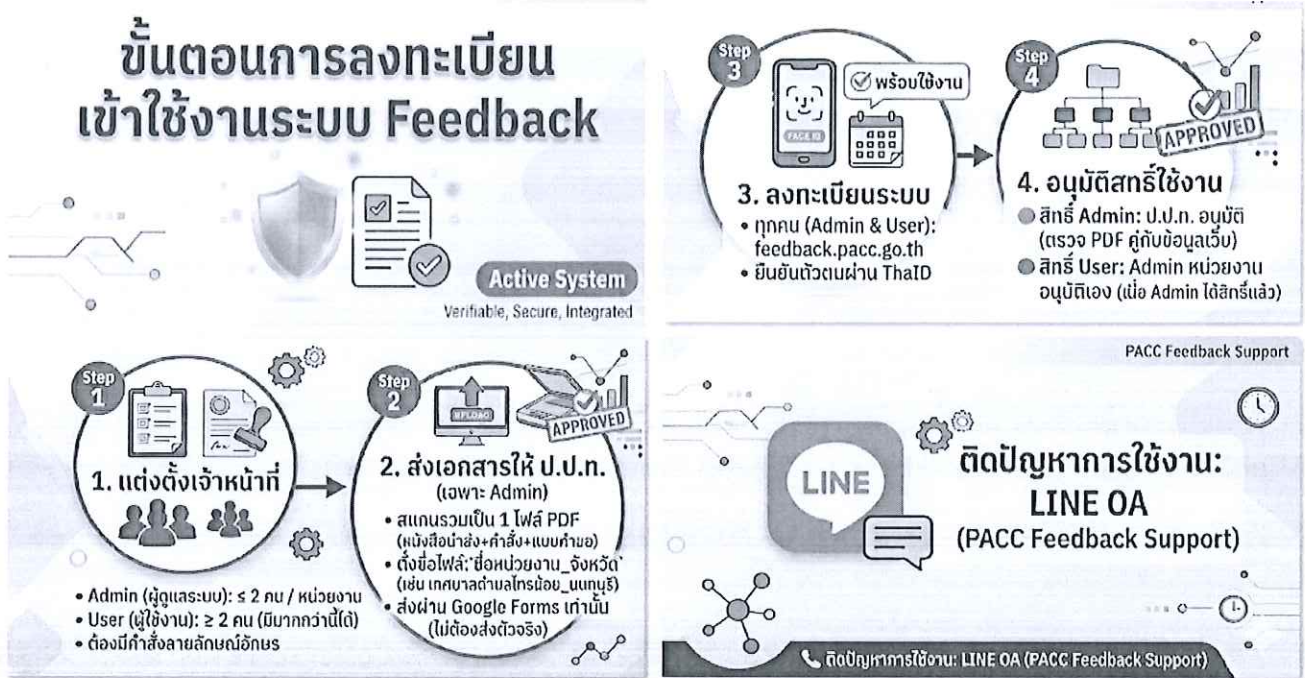 ขั้นตอนการลงทะเบียน
เข้าใช้งานระบบ Feedback
Active System
Verifiable, Secure, Integrated
Step
1
1. แต่งตั้งเจ้าหน้าที่
• Admin (ผู้ดูแลระบบ): ≤ 2 คน / หน่วยงาน
• User (ผู้ใช้งาน): ≥ 2 คน (มีมากกว่านี้ได้)
• ต้องมีคำสั่งลายลักษณ์อักษร
Step
2
UPLOAD
APPROVED
2. ส่งเอกสารให้ ป.ป.ท.
(เฉพาะ Admin)
• สแกนรวมเป็น 1 ไฟล์ PDF
(หนังสือนำส่ง+คำสั่ง+แบบคำขอ)
• ตั้งชื่อไฟล์:"ชื่อหน่วยงาน_จังหวัด"
(เช่น เทศบาลตำบลไทรน้อย_นนทบุรี)
• ส่งผ่าน Google Forms เท่านั้น
(ไม่ต้องส่งตัวจริง)
Step
3
พร้อมใช้งาน
FACE ID
3. ลงทะเบียนระบบ
• ทุกคน (Admin & User):
feedback.pacc.go.th
• ยืนยันตัวตนผ่าน ThaID
Step
4
APPROVED
4. อนุมัติสิทธิ์ใช้งาน
สิทธิ์ Admin: ป.ป.ท. อนุมัติ
(ตรวจ PDF คู่กับข้อมูลเว็บ)
สิทธิ์ User: Admin หน่วยงาน
อนุมัติเอง (เมื่อ Admin ได้สิทธิ์แล้ว)
PACC Feedback Support
LINE
ติดปัญหาการใช้งาน:
LINE OA
(PACC Feedback Support)
ติดปัญหาการใช้งาน: LINE OA (PACC Feedback Support)